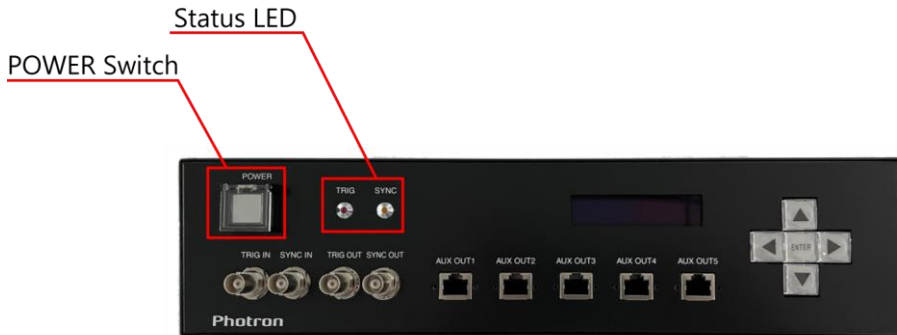 Status LED
POWER Switch
POWER
TRIG SYNC
TRIG IN SYNC IN TRIG OUT SYNC OUT
AUX OUT1 AUX OUT2 AUX OUT3 AUX OUT4 AUX OUT5
ENTER
Photron